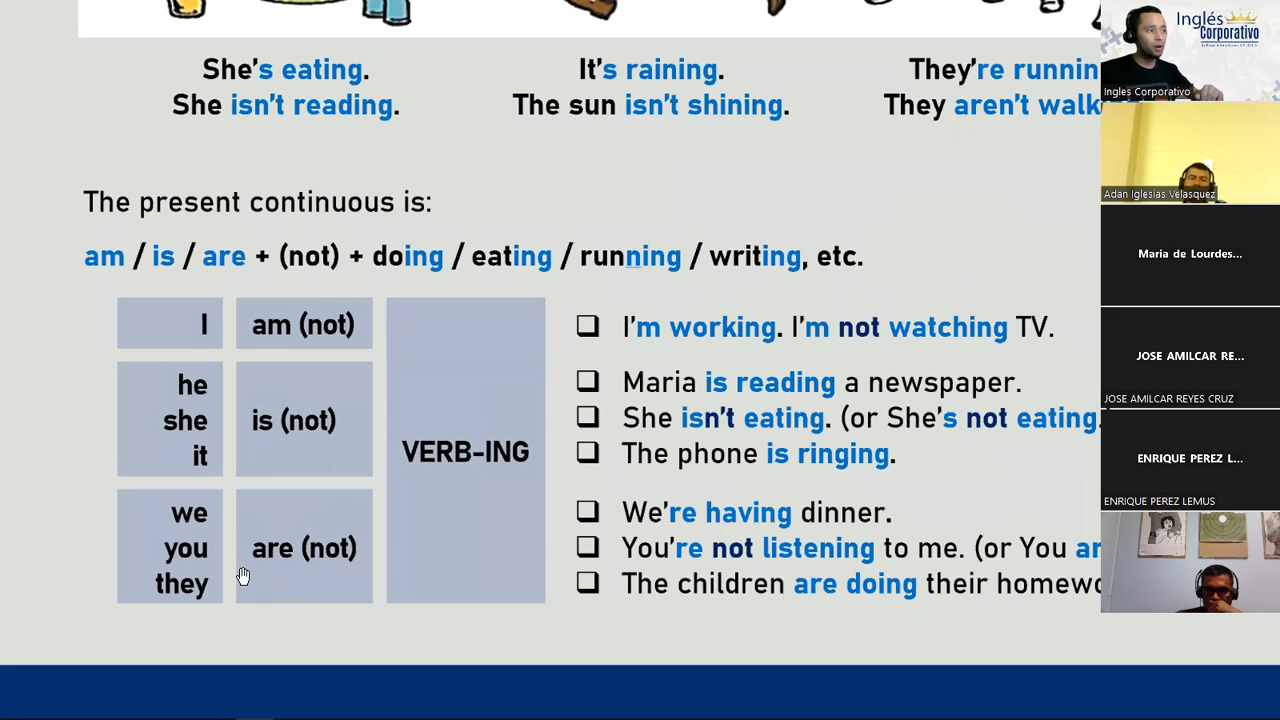 She's eating.
She isn't reading.
It's raining.
The sun isn't shining.
They're runnin
They aren't walk
The present continuous is:
am / is / are + (not) + doing / eating / running / writing, etc.
I
am (not)
he
she
it
is (not)
we
you
they
are (not)
VERB-ING
❑ I'm working. I'm not watching TV.
❑ Maria is reading a newspaper.
❑ She isn't eating. (or She's not eating.
❑ The phone is ringing.
❑ We're having dinner.
❑ You're not listening to me. (or You ar
❑ The children are doing their homewo
Inglés
Corporativo
Ingles Corporativo
Adan Iglesias Velasquez
Maria de Lourdes...
JOSE AMILCAR RE...
JOSE AMILCAR REYES CRUZ
ENRIQUE PEREZ L...
ENRIQUE PEREZ LEMUS